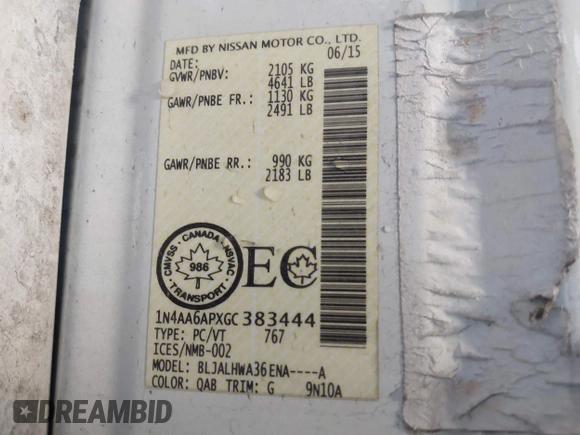 MFD BY NISSAN MOTOR CO., LTD.
DATE: 06/15
GVWR/PNBV: 2105 KG
4641 LB
GAWR/PNBE FR.: 1130 KG
2491 LB
GAWR/PNBE RR.: 990 KG
2183 LB
CANADA
CMVSS · NSVAC
986
TRANSPORT
EC
1N4AA6APXGC383444
TYPE: PC/VT 767
ICES/NMB-002
MODEL: BLJALHWA36ENA----A
COLOR: QAB TRIM: G 9N10A
DREAMBID